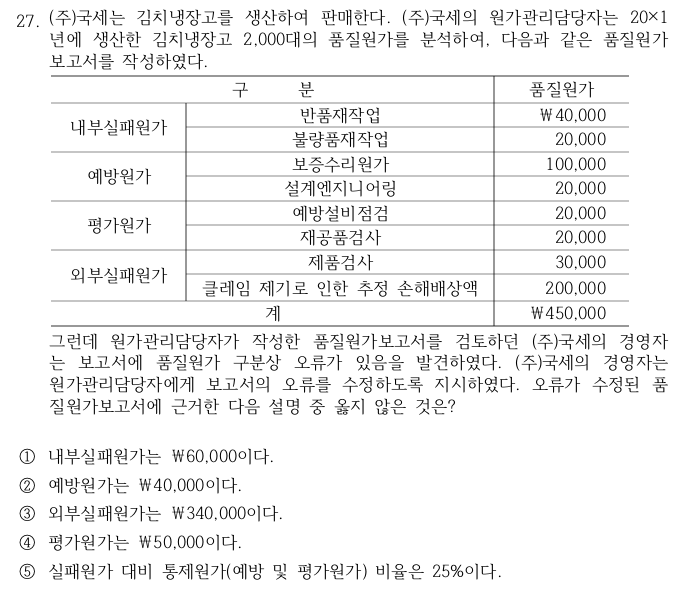 27. (주)국세는 김치냉장고를 생산하여 판매한다. (주)국세의 원가관리담당자는 20×1
년에 생산한 김치냉장고 2,000대의 품질원가를 분석하여, 다음과 같은 품질원가
보고서를 작성하였다.
구 분 품질원가
내부실패원가 반품재작업 ₩40,000
불량품재작업 20,000
예방원가 보증수리원가 100,000
설계엔지니어링 20,000
평가원가 예방설비점검 20,000
재공품검사 20,000
외부실패원가 제품검사 30,000
클레임 제기로 인한 추정 손해배상액 200,000
계 ₩450,000
그런데 원가관리담당자가 작성한 품질원가보고서를 검토하던 (주)국세의 경영자
는 보고서에 품질원가 구분상 오류가 있음을 발견하였다. (주)국세의 경영자는
원가관리담당자에게 보고서의 오류를 수정하도록 지시하였다. 오류가 수정된 품
질원가보고서에 근거한 다음 설명 중 옳지 않은 것은?
① 내부실패원가는 ₩60,000이다.
② 예방원가는 ₩40,000이다.
③ 외부실패원가는 ₩340,000이다.
④ 평가원가는 ₩50,000이다.
⑤ 실패원가 대비 통제원가(예방 및 평가원가) 비율은 25%이다.